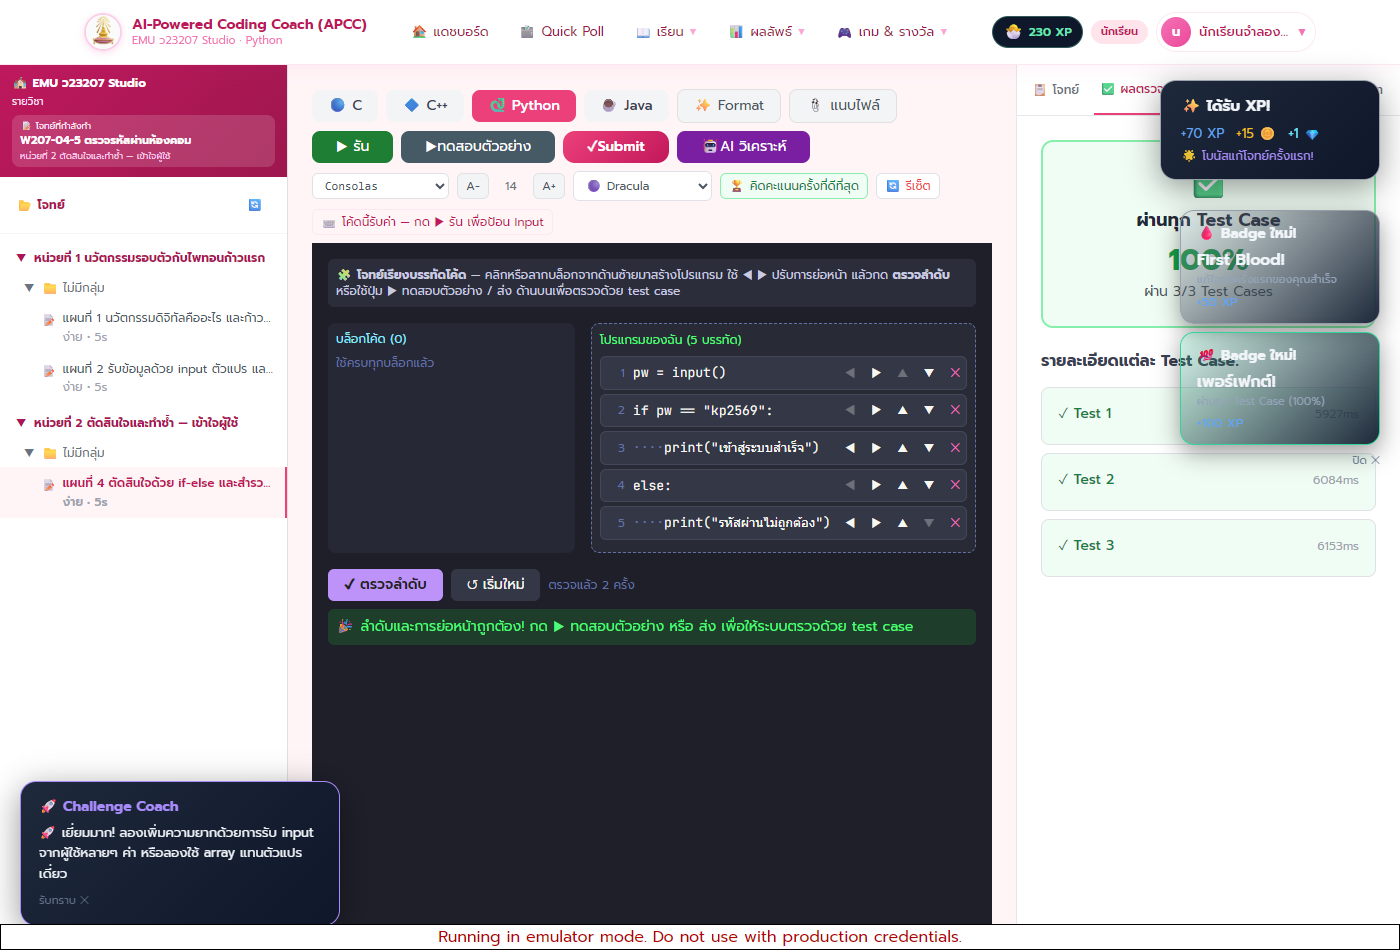 AI-Powered Coding Coach (APCC)
EMU ว23207 Studio · Python
แดชบอร์ด
Quick Poll
เรียน ▼
ผลลัพธ์ ▼
เกม & รางวัล ▼
230 XP
นักเรียน
u
นักเรียนจำลอง... ▼
EMU ว23207 Studio
รายวิชา
โจทย์ที่กำลังทำ
W207-04-5 ตรวจรหัสผ่านห้องคอม
หน่วยที่ 2 ตัดสินใจและทำซ้ำ — เข้าใจผู้ใช้
โจทย์
▼ หน่วยที่ 1 นวัตกรรมรอบตัวกับไพทอนก้าวแรก
▼ ไม่มีกลุ่ม
แผนที่ 1 นวัตกรรมดิจิทัลคืออะไร และก้าว...
ง่าย • 5s
แผนที่ 2 รับข้อมูลด้วย input ตัวแปร แล...
ง่าย • 5s
▼ หน่วยที่ 2 ตัดสินใจและทำซ้ำ — เข้าใจผู้ใช้
▼ ไม่มีกลุ่ม
แผนที่ 4 ตัดสินใจด้วย if-else และสำรว...
ง่าย • 5s
C
C++
Python
Java
Format
แนบไฟล์
▶ รัน
▶ทดสอบตัวอย่าง
✓Submit
AI วิเคราะห์
Consolas
A-
14
A+
Dracula
คิดคะแนนครั้งที่ดีที่สุด
รีเซ็ต
โค้ดนี้รับค่า — กด ▶ รัน เพื่อป้อน Input
โจทย์เรียงบรรทัดโค้ด — คลิกหรือลากบล็อกจากด้านซ้ายมาสร้างโปรแกรม ใช้ ◀ ▶ ปรับการย่อหน้า แล้วกด ตรวจลำดับ
หรือใช้ปุ่ม ▶ ทดสอบตัวอย่าง / ส่ง ด้านบนเพื่อตรวจด้วย test case
บล็อกโค้ด (0)
ใช้ครบทุกบล็อกแล้ว
โปรแกรมของฉัน (5 บรรทัด)
1 pw = input() ◀ ▶ ▲ ▼ ✕
2 if pw == "kp2569": ◀ ▶ ▲ ▼ ✕
3 ····print("เข้าสู่ระบบสำเร็จ") ◀ ▶ ▲ ▼ ✕
4 else: ◀ ▶ ▲ ▼ ✕
5 ····print("รหัสผ่านไม่ถูกต้อง") ◀ ▶ ▲ ▼ ✕
✓ ตรวจลำดับ
↺ เริ่มใหม่
ตรวจแล้ว 2 ครั้ง
ลำดับและการย่อหน้าถูกต้อง! กด ▶ ทดสอบตัวอย่าง หรือ ส่ง เพื่อให้ระบบตรวจด้วย test case
โจทย์
ผลตรวจ
ผ่านทุก Test Case
100%
ผ่าน 3/3 Test Cases
รายละเอียดแต่ละ Test Case:
✓ Test 1
5927ms
✓ Test 2
6084ms
✓ Test 3
6153ms
ได้รับ XP!
+70 XP +15 +1
โบนัสแก้โจทย์ครั้งแรก!
Badge ใหม่!
First Blood!
Badge ใหม่!
เพอร์เฟกต์!
ปิด ✕
Challenge Coach
เยี่ยมมาก! ลองเพิ่มความยากด้วยการรับ input
จากผู้ใช้หลายๆ ค่า หรือลองใช้ array แทนตัวแปร
เดี่ยว
รับทราบ ✕
Running in emulator mode. Do not use with production credentials.